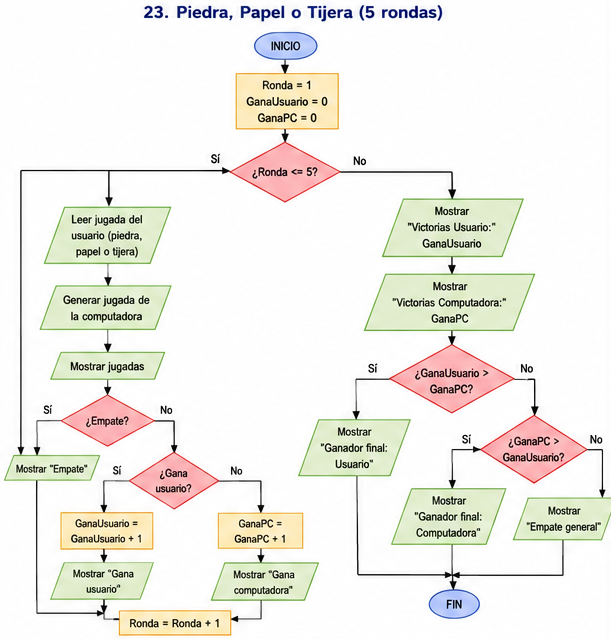 23. Piedra, Papel o Tijera (5 rondas)
INICIO
Ronda = 1
GanaUsuario = 0
GanaPC = 0
¿Ronda <= 5?
Sí
No
Leer jugada del
usuario (piedra,
papel o tijera)
Generar jugada de
la computadora
Mostrar jugadas
¿Empate?
Sí
No
Mostrar "Empate"
¿Gana
usuario?
Sí
No
GanaUsuario =
GanaUsuario + 1
GanaPC =
GanaPC + 1
Mostrar "Gana
usuario"
Mostrar "Gana
computadora"
Ronda = Ronda + 1
Mostrar
"Victorias Usuario:"
GanaUsuario
Mostrar
"Victorias Computadora:"
GanaPC
¿GanaUsuario >
GanaPC?
Sí
No
Mostrar
"Ganador final:
Usuario"
¿GanaPC >
GanaUsuario?
Sí
No
Mostrar
"Ganador final:
Computadora"
Mostrar
"Empate general"
FIN